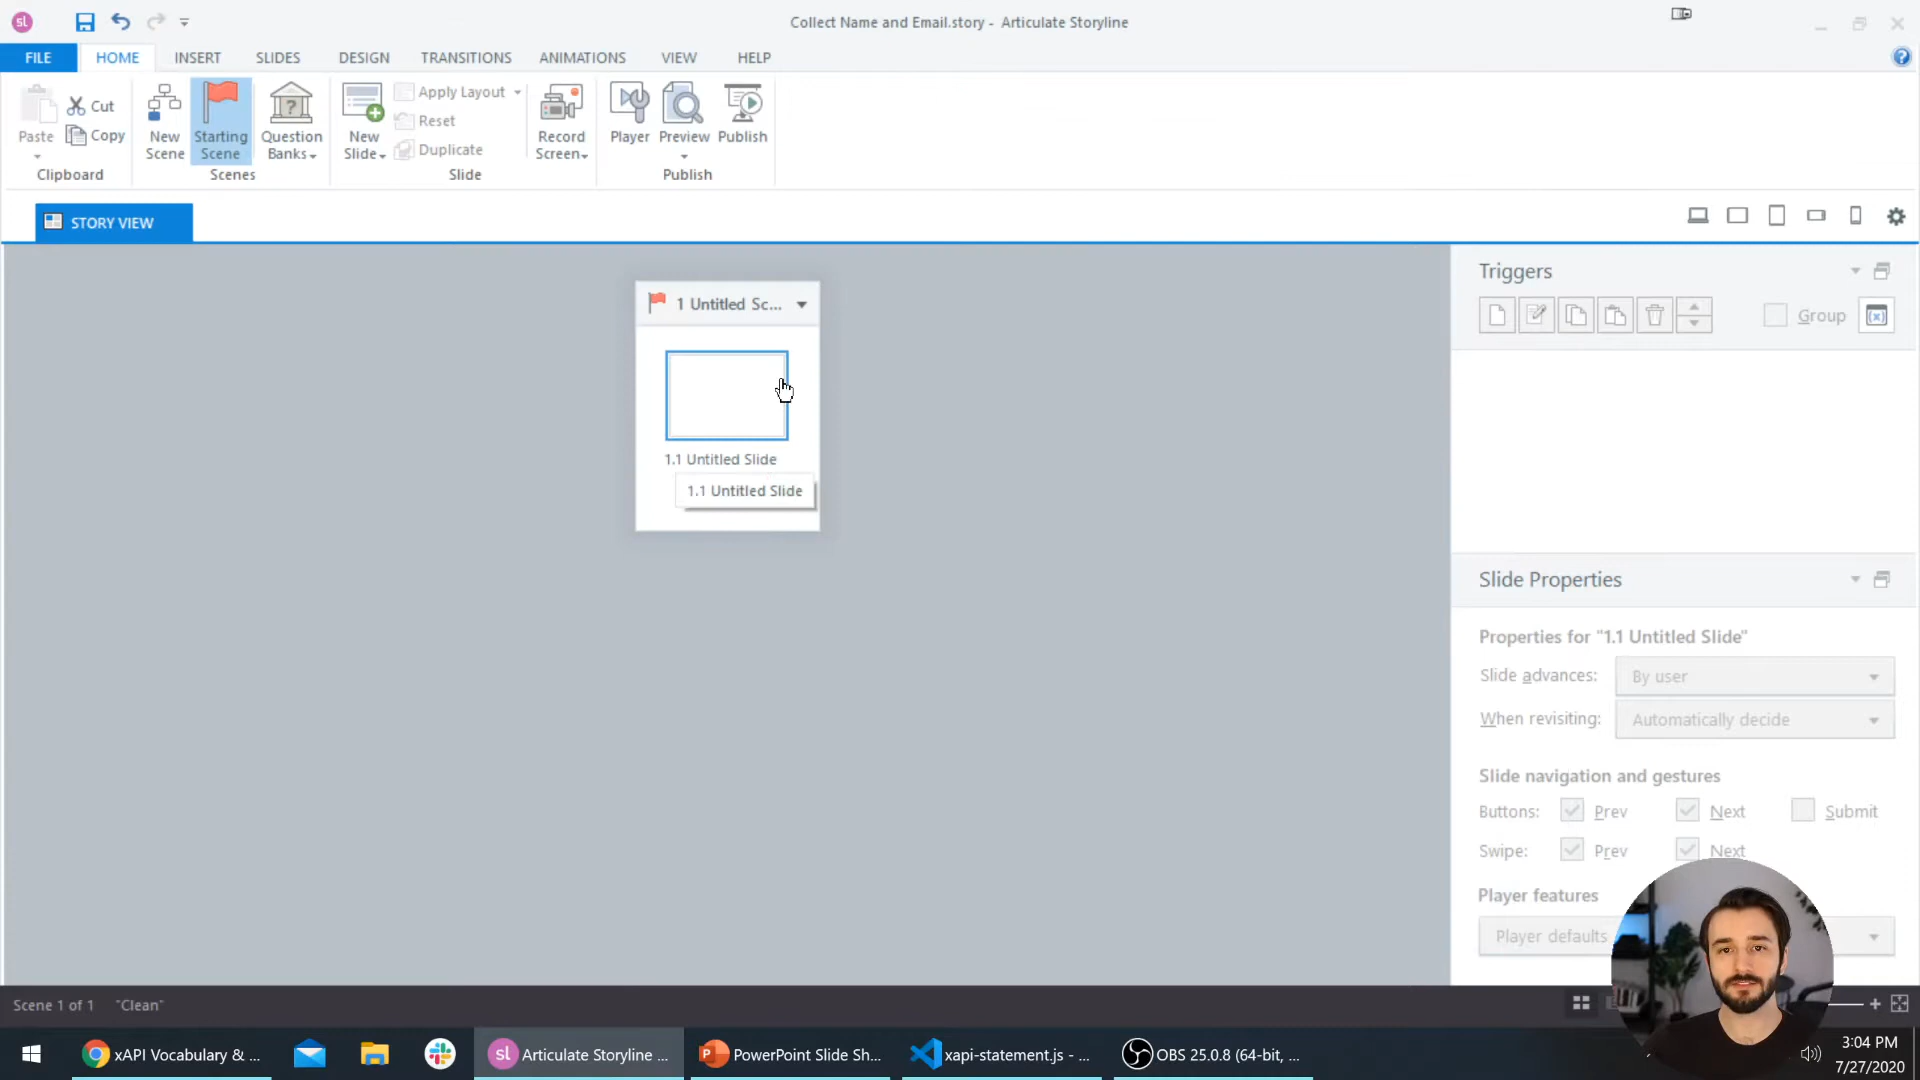 sl
Collect Name and Email.story - Articulate Storyline
FILE
HOME
INSERT
SLIDES
DESIGN
TRANSITIONS
ANIMATIONS
VIEW
HELP
Paste
Cut
Copy
Clipboard
New Scene
Starting Scene
Question Banks
Scenes
New Slide
Apply Layout
Reset
Duplicate
Slide
Record Screen
Player
Preview
Publish
Publish
STORY VIEW
1 Untitled Sc...
1.1 Untitled Slide
1.1 Untitled Slide
Triggers
Group
Slide Properties
Properties for "1.1 Untitled Slide"
Slide advances: By user
When revisiting: Automatically decide
Slide navigation and gestures
Buttons: Prev Next Submit
Swipe: Prev Next
Player features
Player defaults
Scene 1 of 1 "Clean"
xAPI Vocabulary & ...
sl Articulate Storyline ...
PowerPoint Slide Sh...
xapi-statement.js - ...
OBS 25.0.8 (64-bit, ...
3:04 PM
7/27/2020